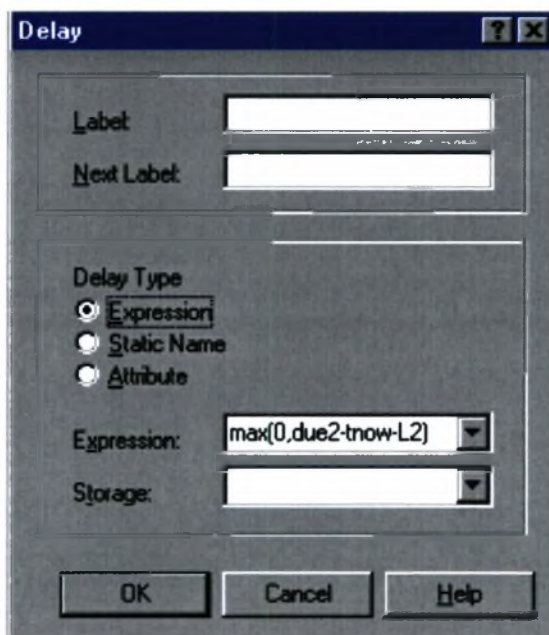 Delay
Label:
Next Label:
Delay Type
Expression
Static Name
Attribute
Expression: max(0,due2-tnow-L2)
Storage:
OK Cancel Help